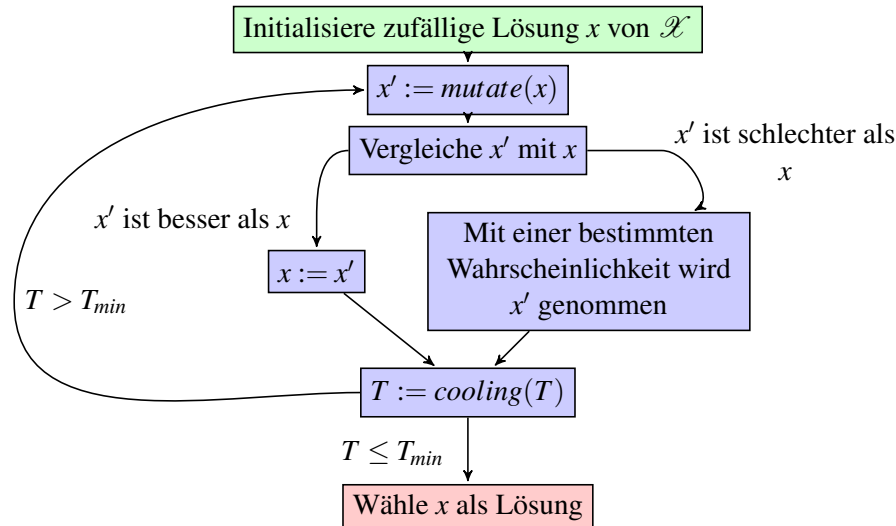 Initialisiere zufällige Lösung x von 𝒳
x′ := mutate(x)
Vergleiche x′ mit x
x′ ist schlechter als
x
x′ ist besser als x
Mit einer bestimmten
Wahrscheinlichkeit wird
x′ genommen
x := x′
T > T_min
T := cooling(T)
T ≤ T_min
Wähle x als Lösung